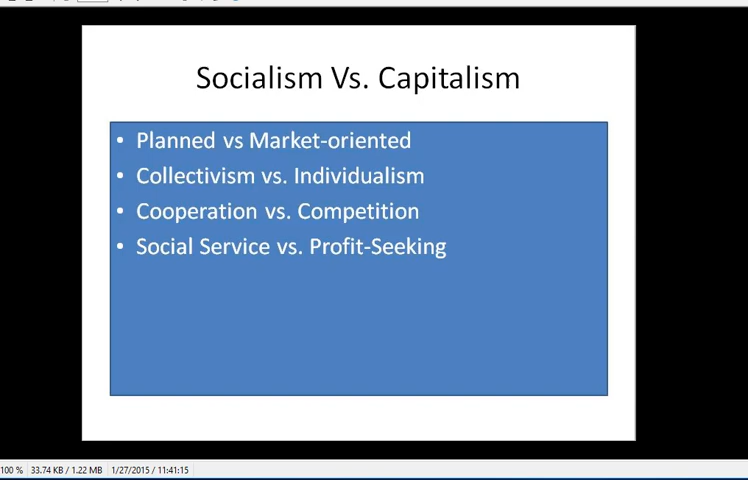 Socialism Vs. Capitalism
• Planned vs Market-oriented
• Collectivism vs. Individualism
• Cooperation vs. Competition
• Social Service vs. Profit-Seeking
100 % 33.74 KB / 1.22 MB 1/27/2015 / 11:41:15